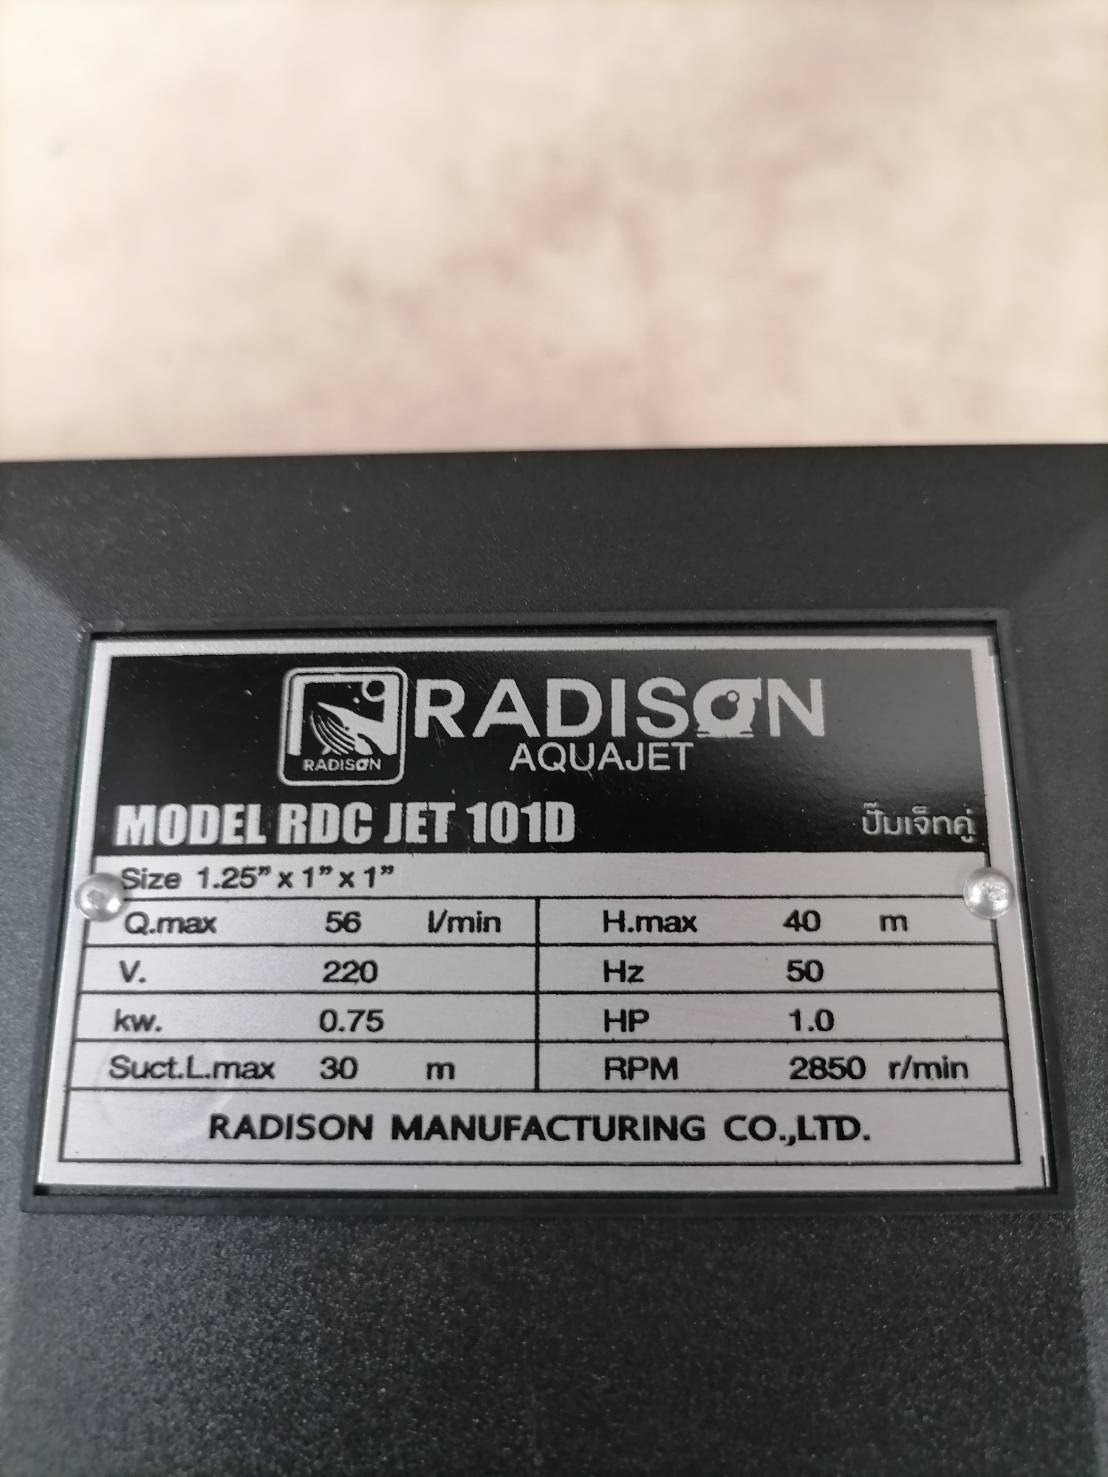 RADISON
RADISON
AQUAJET
MODEL RDC JET 101D ปั๊มเจ็ทคู่
Size 1.25” x 1” x 1”
Q.max 56 l/min H.max 40 m
V. 220 Hz 50
kw. 0.75 HP 1.0
Suct.L.max 30 m RPM 2850 r/min
RADISON MANUFACTURING CO.,LTD.